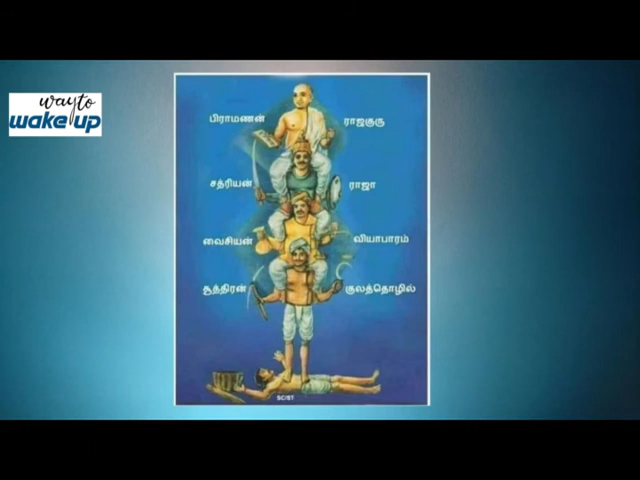 way to
wake up
பிராமணன் ராஜகுரு
சத்ரியன் ராஜா
வைசியன் வியாபாரம்
சூத்திரன் குலத்தொழில்
SC/ST